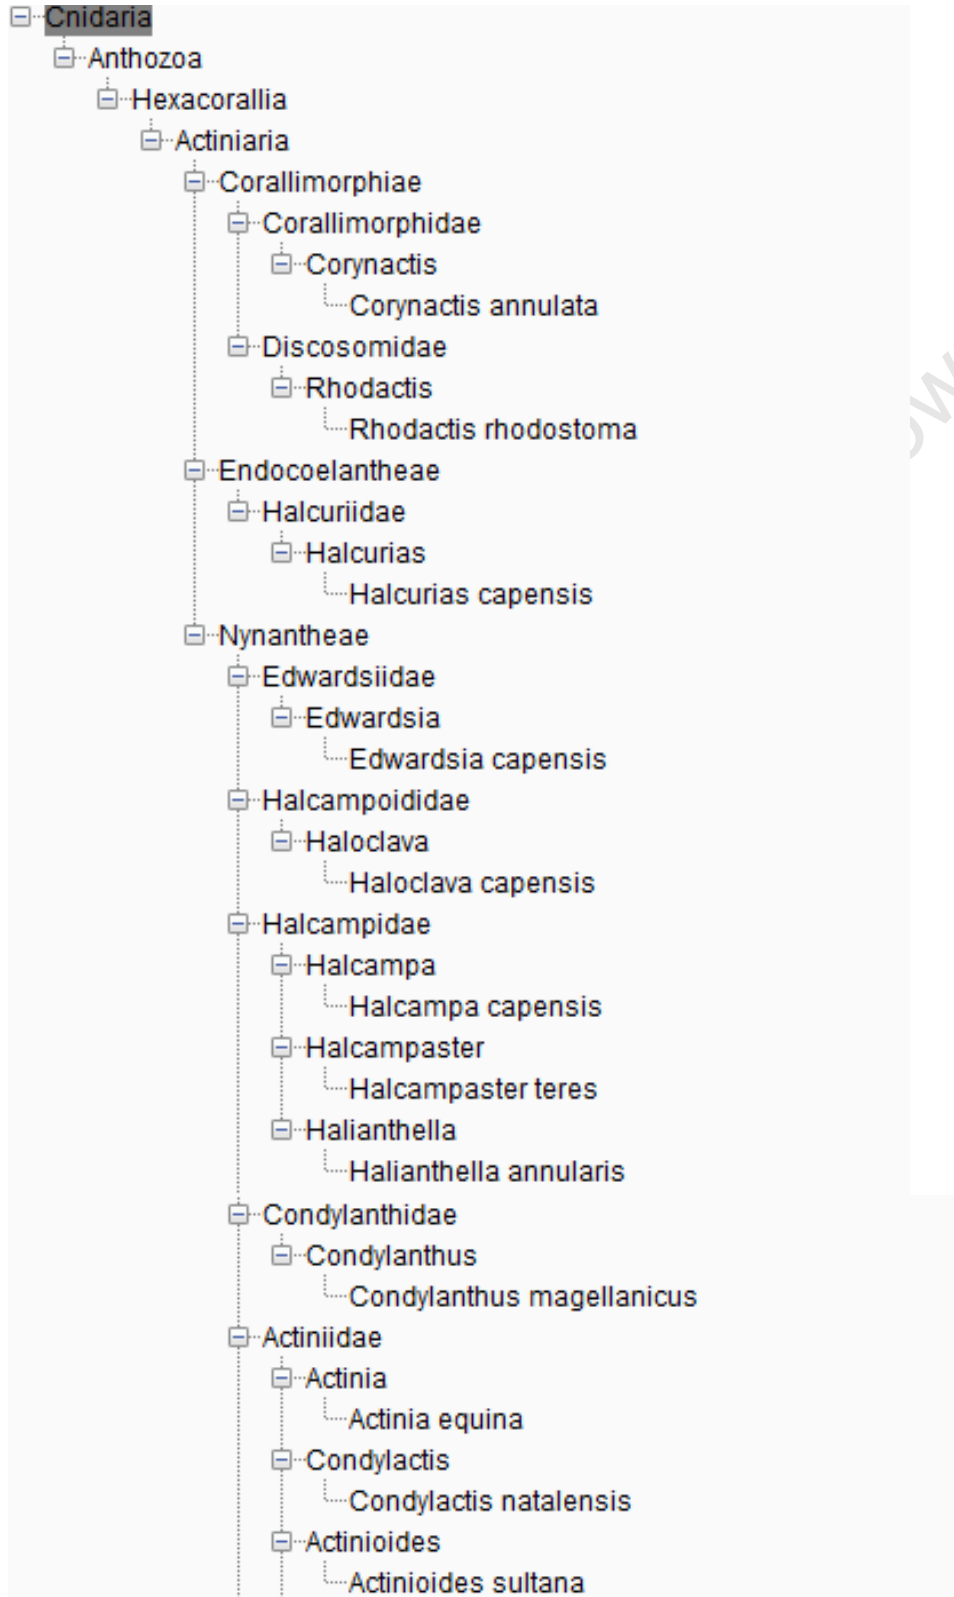 Cnidaria
Anthozoa
Hexacorallia
Actiniaria
Corallimorphiae
Corallimorphidae
Corynactis
Corynactis annulata
Discosomidae
Rhodactis
Rhodactis rhodostoma
Endocoelantheae
Halcuriidae
Halcurias
Halcurias capensis
Nynantheae
Edwardsiidae
Edwardsia
Edwardsia capensis
Halcampoididae
Haloclava
Haloclava capensis
Halcampidae
Halcampa
Halcampa capensis
Halcampaster
Halcampaster teres
Halianthella
Halianthella annularis
Condylanthidae
Condylanthus
Condylanthus magellanicus
Actiniidae
Actinia
Actinia equina
Condylactis
Condylactis natalensis
Actinioides
Actinioides sultana